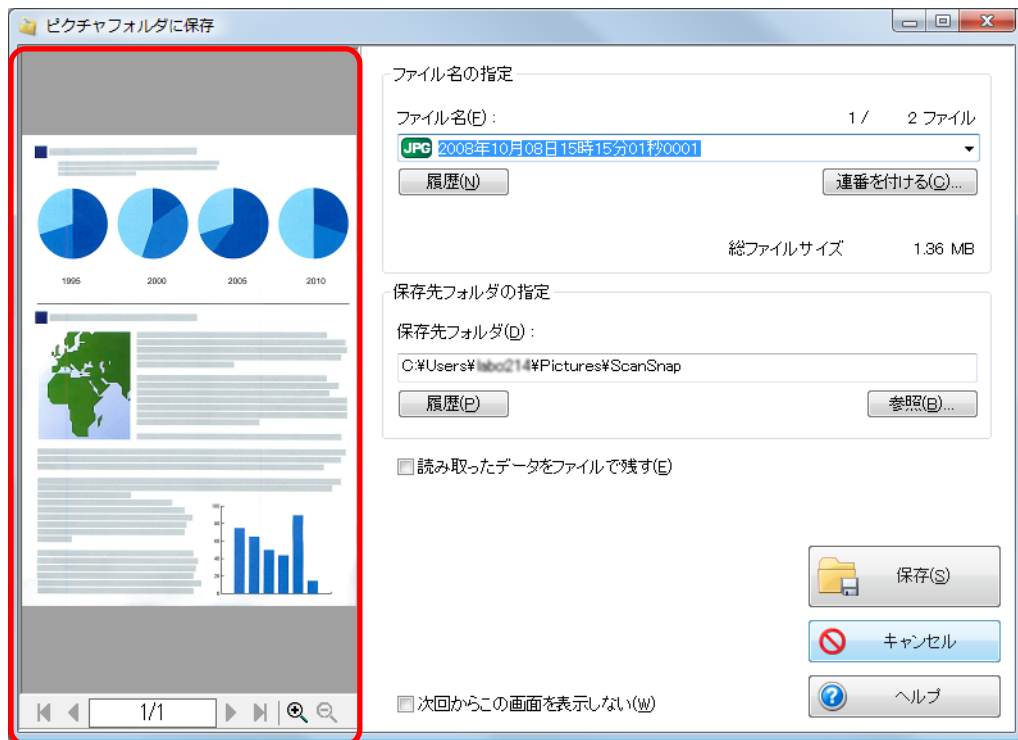 ピクチャフォルダに保存
ファイル名の指定
ファイル名(F) : 1 / 2 ファイル
JPG 2008年10月08日15時15分01秒0001
履歴(N) 連番を付ける(C)...
総ファイルサイズ 1.36 MB
保存先フォルダの指定
保存先フォルダ(D) :
C:¥Users¥ ¥Pictures¥ScanSnap
履歴(P) 参照(B)...
読み取ったデータをファイルで残す(E)
保存(S)
キャンセル
ヘルプ
次回からこの画面を表示しない(W)
1995 2000 2005 2010
100
80
60
40
20
0
1/1